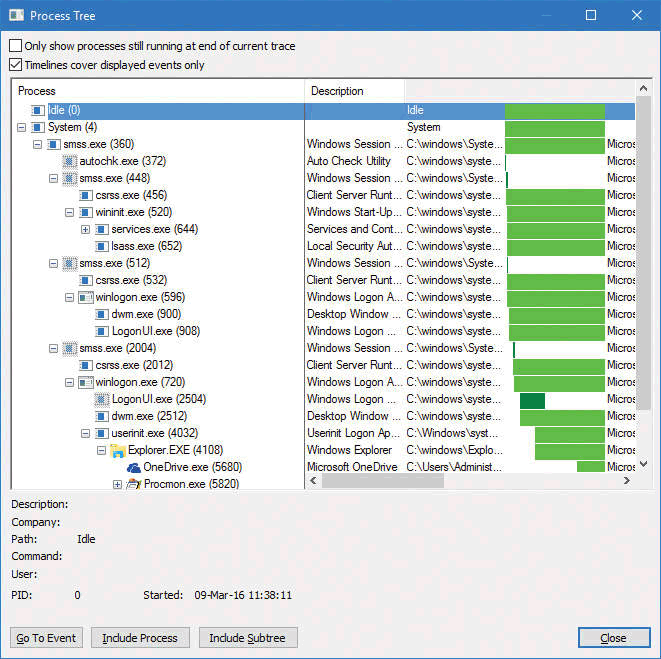 Process Tree
Only show processes still running at end of current trace
Timelines cover displayed events only
Process Description
Idle (0) Idle
System (4) System
smss.exe (360) Windows Session ... C:\windows\Syste... Micros
autochk.exe (372) Auto Check Utility C:\windows\syste... Micros
smss.exe (448) Windows Session ... C:\windows\Syste... Micros
csrss.exe (456) Client Server Runt... C:\windows\syste... Micros
wininit.exe (520) Windows Start-Up... C:\windows\syste... Micros
services.exe (644) Services and Cont... C:\windows\syste... Micros
lsass.exe (652) Local Security Aut... C:\windows\syste... Micros
smss.exe (512) Windows Session ... C:\windows\Syste... Micros
csrss.exe (532) Client Server Runt... C:\windows\syste... Micros
winlogon.exe (596) Windows Logon A... C:\windows\syste... Micros
dwm.exe (900) Desktop Window ... C:\windows\syste... Micros
LogonUI.exe (908) Windows Logon ... C:\windows\syste... Micros
smss.exe (2004) Windows Session ... C:\windows\Syste... Micros
csrss.exe (2012) Client Server Runt... C:\windows\syste... Micros
winlogon.exe (720) Windows Logon A... C:\windows\syste... Micros
LogonUI.exe (2504) Windows Logon ... C:\windows\syste... Micros
dwm.exe (2512) Desktop Window ... C:\windows\syste... Micros
userinit.exe (4032) Userinit Logon Ap... C:\Windows\syst... Micros
Explorer.EXE (4108) Windows Explorer C:\windows\Explo... Micros
OneDrive.exe (5680) Microsoft OneDrive C:\Users\Administ... Micros
Procmon.exe (5820)
Description:
Company:
Path: Idle
Command:
User:
PID: 0 Started: 09-Mar-16 11:38:11
Go To Event Include Process Include Subtree Close